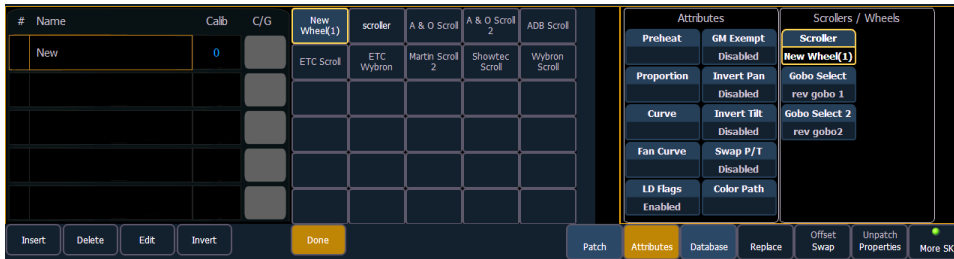 # Name Calib C/G
New 0
New Wheel(1)
scroller
A & O Scroll
A & O Scroll 2
ADB Scroll
ETC Scroll
ETC Wybron
Martin Scroll 2
Showtec Scroll
Wybron Scroll
Attributes
Preheat
GM Exempt
Disabled
Proportion
Invert Pan
Disabled
Curve
Invert Tilt
Disabled
Fan Curve
Swap P/T
Disabled
LD Flags
Enabled
Color Path
Scrollers / Wheels
Scroller
New Wheel(1)
Gobo Select
rev gobo 1
Gobo Select 2
rev gobo2
Insert
Delete
Edit
Invert
Done
Patch
Attributes
Database
Replace
Offset
Swap
Unpatch
Properties
More SK